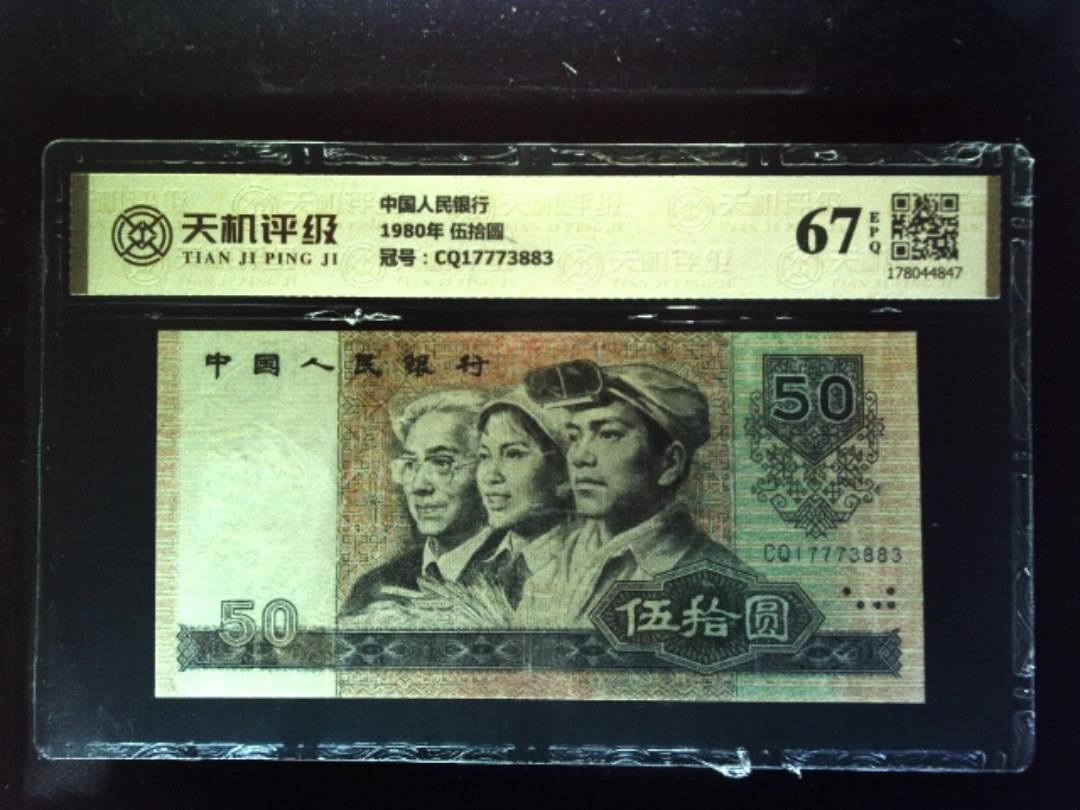 天机评级
TIAN JI PING JI
中国人民银行
1980年 伍拾圆
冠号：CQ17773883
67
EPQ
178044847
中国人民银行
50
CQ17773883
50
伍拾圆